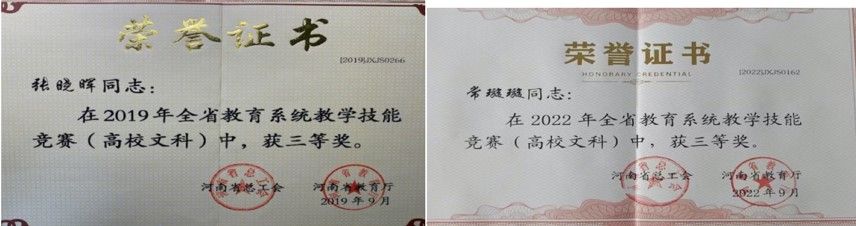 荣誉证书
[2019]JXJS0266
张晓晖同志：
在2019年全省教育系统教学技能
竞赛（高校文科）中，获三等奖。
河南省总工会 河南省教育厅
2019年9月
荣誉证书
HONORARY CREDENTIAL
[2022]JXJS0162
常璇璇同志：
在2022年全省教育系统教学技能
竞赛（高校文科）中，获三等奖。
河南省总工会 河南省教育厅
2022年9月